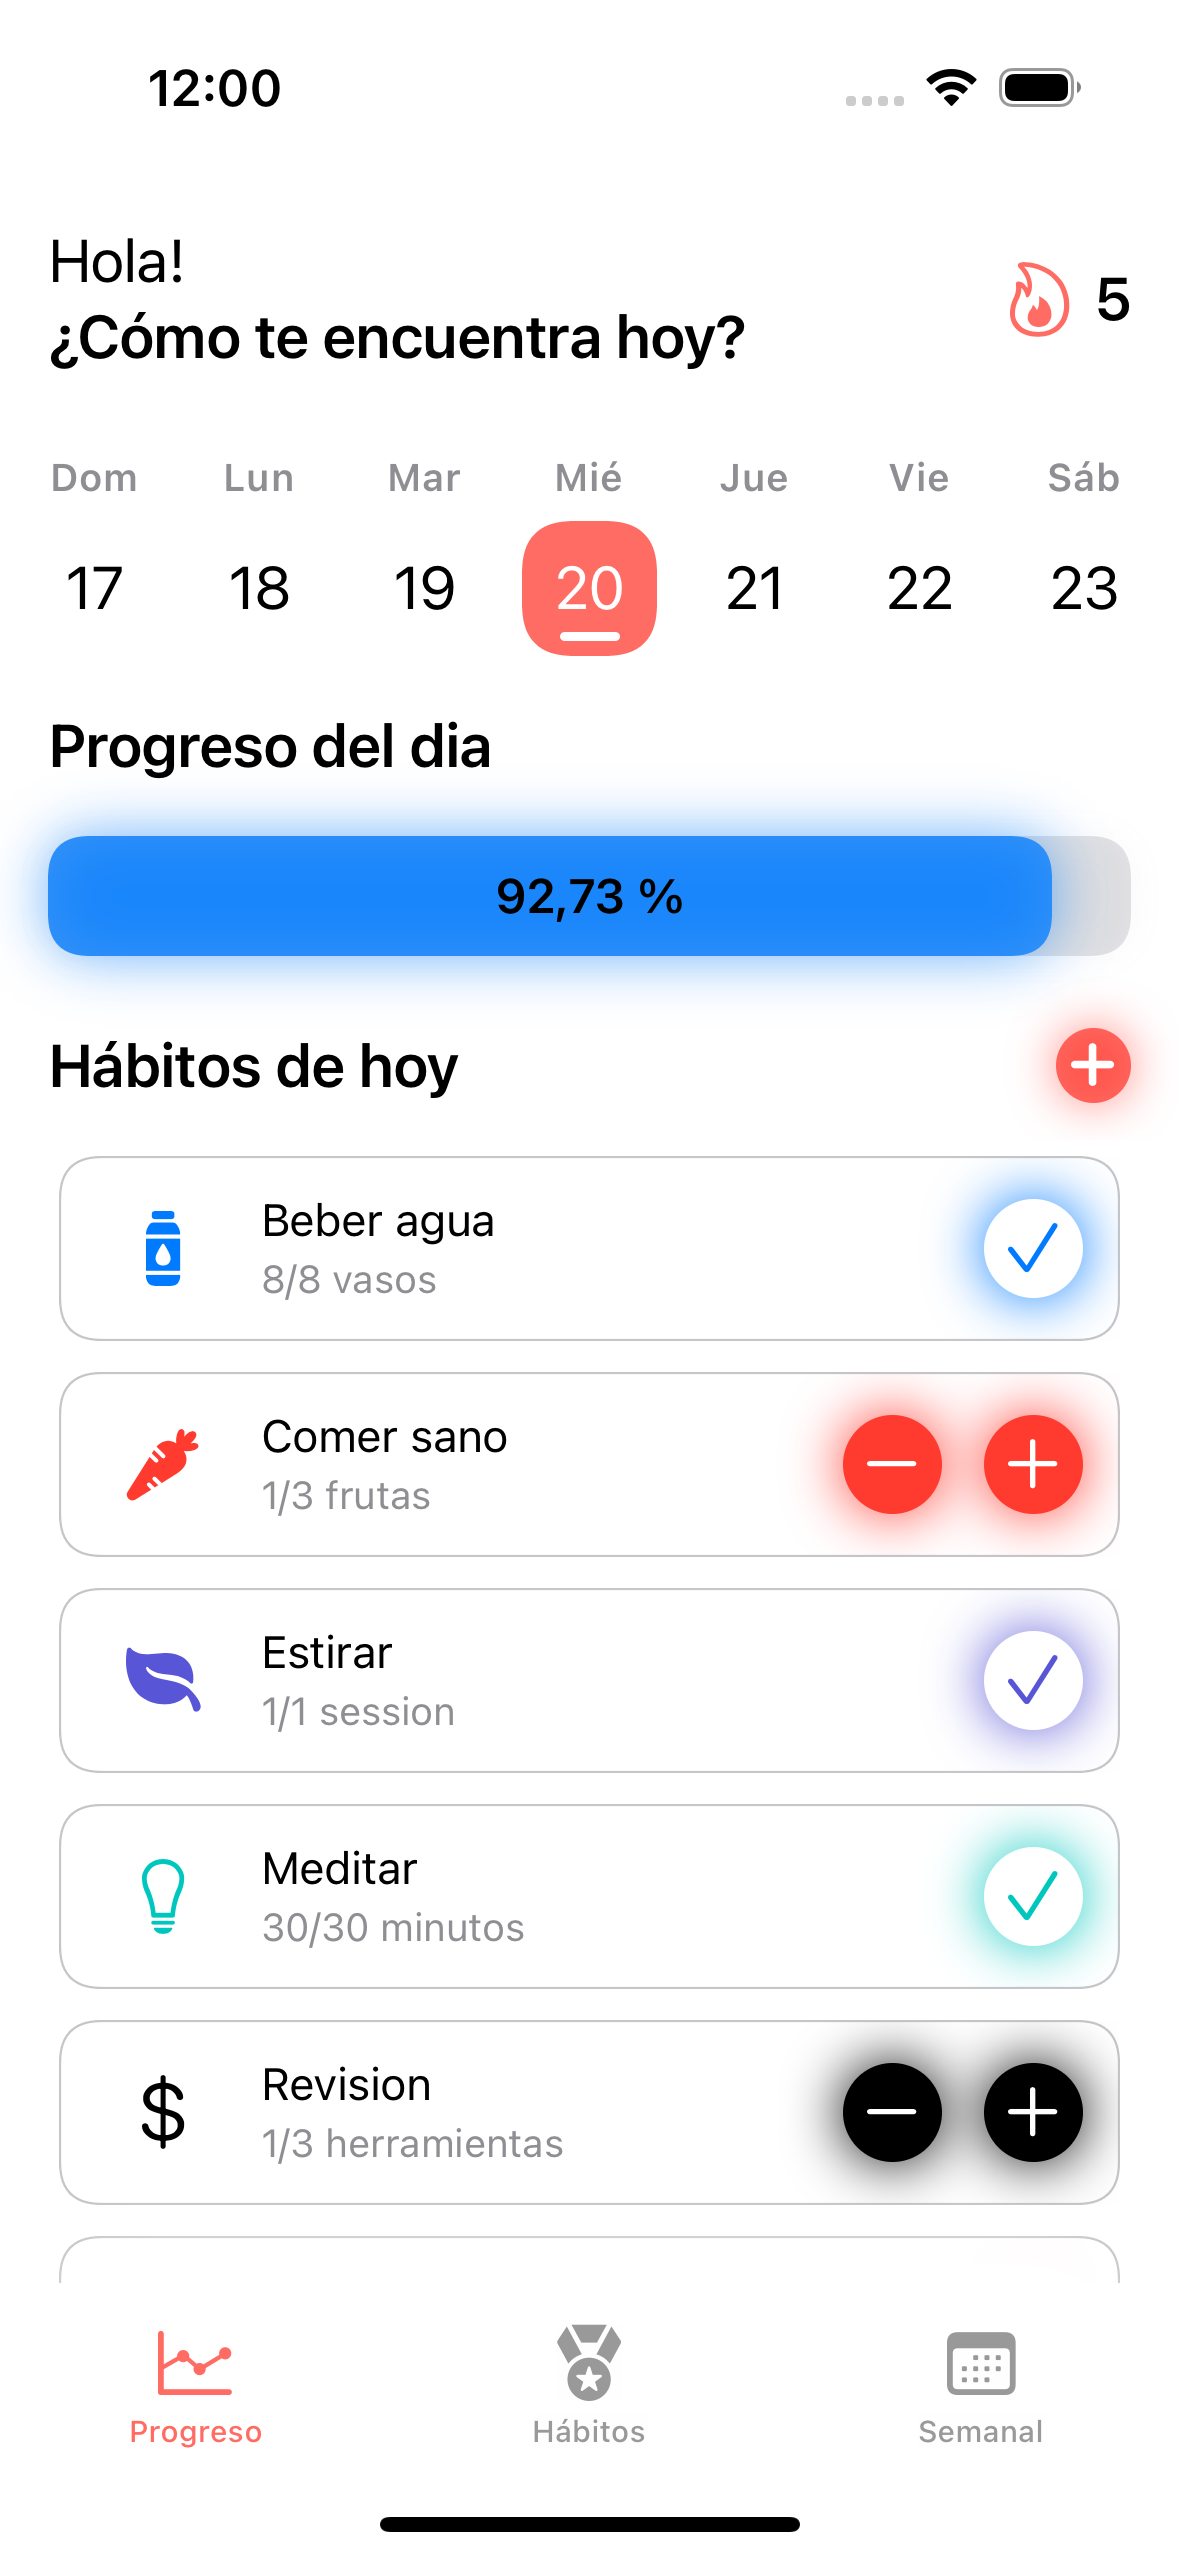 12:00
Hola!
¿Cómo te encuentra hoy?
5
Dom Lun Mar Mié Jue Vie Sáb
17 18 19 20 21 22 23
Progreso del dia
92,73 %
Hábitos de hoy
Beber agua
8/8 vasos
Comer sano
1/3 frutas
Estirar
1/1 session
Meditar
30/30 minutos
$
Revision
1/3 herramientas
Progreso Hábitos Semanal